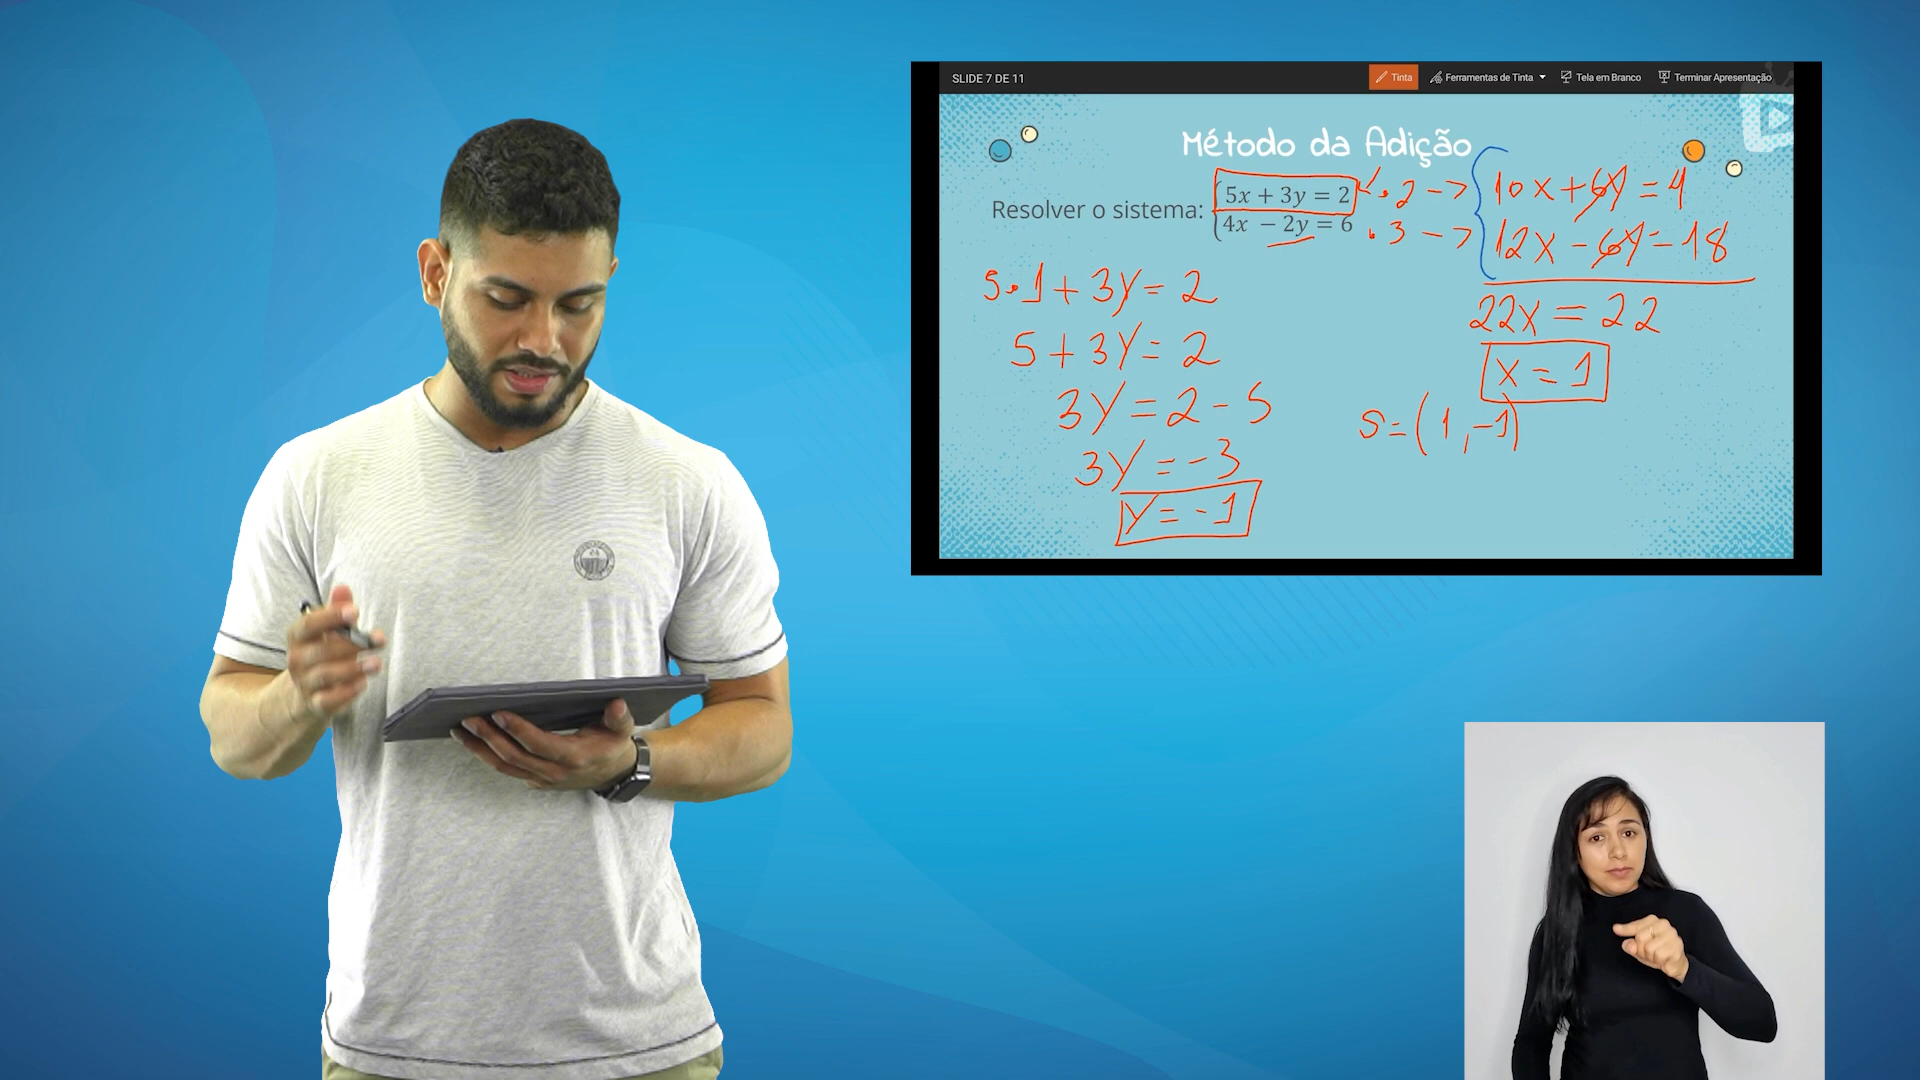 SLIDE 7 DE 11
Tinta
Ferramentas de Tinta
Tela em Branco
Terminar Apresentação
Método da Adição
Resolver o sistema:
5x + 3y = 2
4x − 2y = 6
• 2 →
• 3 →
10x + 6y = 4
12x − 6y = 18
22x = 22
x = 1
5•1 + 3y = 2
5 + 3y = 2
3y = 2 - 5
3y = -3
y = -1
S = (1, -1)